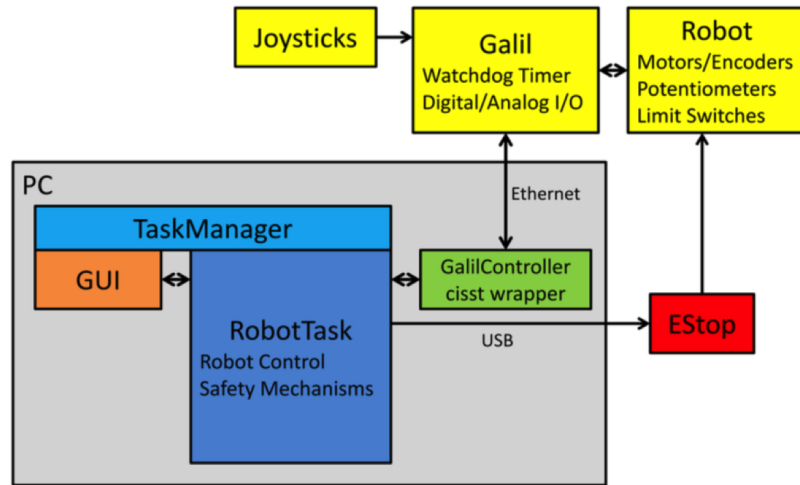 Joysticks
Galil
Watchdog Timer
Digital/Analog I/O
Robot
Motors/Encoders
Potentiometers
Limit Switches
PC
Ethernet
TaskManager
GUI
GalilController
cisst wrapper
RobotTask
Robot Control
Safety Mechanisms
USB
EStop